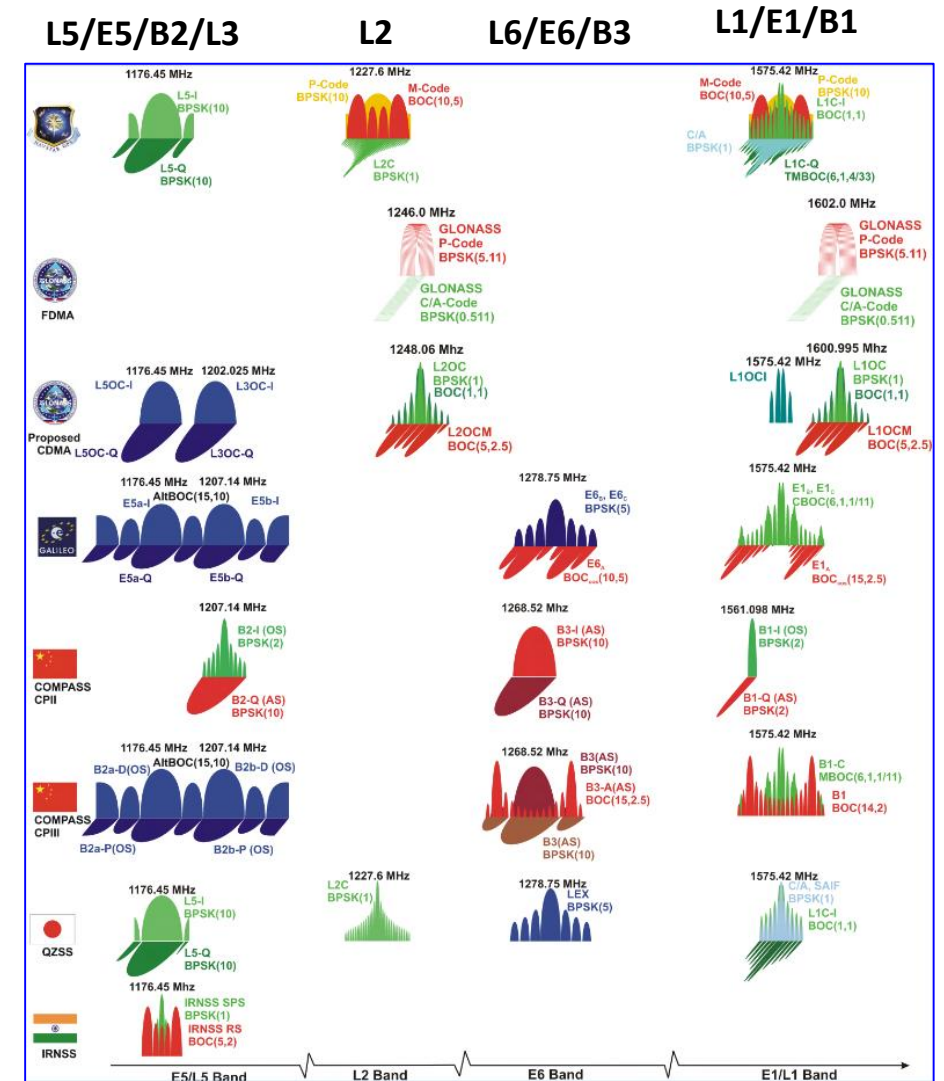 L5/E5/B2/L3
L2
L6/E6/B3
L1/E1/B1
1176.45 MHz
L5-I
BPSK(10)
L5-Q
BPSK(10)
1227.6 MHz
P-Code
BPSK(10)
M-Code
BOC(10,5)
L2C
BPSK(1)
1575.42 MHz
M-Code
BOC(10,5)
P-Code
BPSK(10)
L1C-I
BOC(1,1)
C/A
BPSK(1)
L1C-Q
TMBOC(6,1,4/33)
FDMA
1246.0 MHz
GLONASS
P-Code
BPSK(5.11)
GLONASS
C/A-Code
BPSK(0.511)
1602.0 MHz
GLONASS
P-Code
BPSK(5.11)
GLONASS
C/A-Code
BPSK(0.511)
Proposed
CDMA
1176.45 MHz
1202.025 MHz
L5OC-I
L3OC-I
L5OC-Q
L3OC-Q
1248.06 Mhz
L2OC
BPSK(1)
BOC(1,1)
L2OCM
BOC(5,2.5)
1575.42 MHz
L1OCI
1600.995 Mhz
L1OC
BPSK(1)
BOC(1,1)
L1OCM
BOC(5,2.5)
GALILEO
1176.45 MHz
1207.14 MHz
AltBOC(15,10)
E5a-I
E5b-I
E5a-Q
E5b-Q
1278.75 MHz
E6B, E6C
BPSK(5)
E6A
BOC (10,5)
1575.42 MHz
E1B, E1C
CBOC(6,1,1/11)
E1A
BOC (15,2.5)
COMPASS
CPII
1207.14 MHz
B2-I (OS)
BPSK(2)
B2-Q (AS)
BPSK(10)
1268.52 MHz
B3-I (AS)
BPSK(10)
B3-Q (AS)
BPSK(10)
1561.098 MHz
B1-I (OS)
BPSK(2)
B1-Q (AS)
BPSK(2)
COMPASS
CPIII
1176.45 MHz
1207.14 MHz
AltBOC(15,10)
B2a-D(OS)
B2b-D (OS)
B2a-P(OS)
B2b-P (OS)
1268.52 Mhz
B3(AS)
BPSK(10)
B3-A(AS)
BOC(15,2.5)
B3(AS)
BPSK(10)
1575.42 MHz
B1-C
MBOC(6,1,1/11)
B1
BOC(14,2)
QZSS
1176.45 MHz
L5-I
BPSK(10)
L5-Q
BPSK(10)
1227.6 MHz
L2C
BPSK(1)
1278.75 MHz
LEX
BPSK(5)
1575.42 MHz
C/A, SAIF
BPSK(1)
L1C-I
BOC(1,1)
IRNSS
1176.45 MHz
IRNSS SPS
BPSK(1)
IRNSS RS
BOC(5,2)
E5/L5 Band
L2 Band
E6 Band
E1/L1 Band